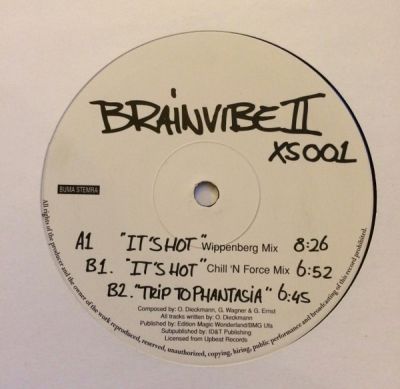 BRAINVIBE II
XS001
BUMA STEMRA
A1 "IT'S HOT" Wippenberg Mix 8:26
B1. "IT'S HOT" Chill 'N Force Mix 6:52
B2. "TRIP TO PHANTASIA" 6:45
Composed by: O. Dieckmann, G. Wagner & G. Ernst
All tracks written by: O. Dieckmann
Published by: Edition Magic Wonderland/BMG Ufa
Subpublished by: ID&T Publishing
Licensed from Upbeat Records
All rights of the producer and the owner of the work reproduced, reserved, unauthorized, copying, hiring, public performance and broadcasting of this record prohibited.